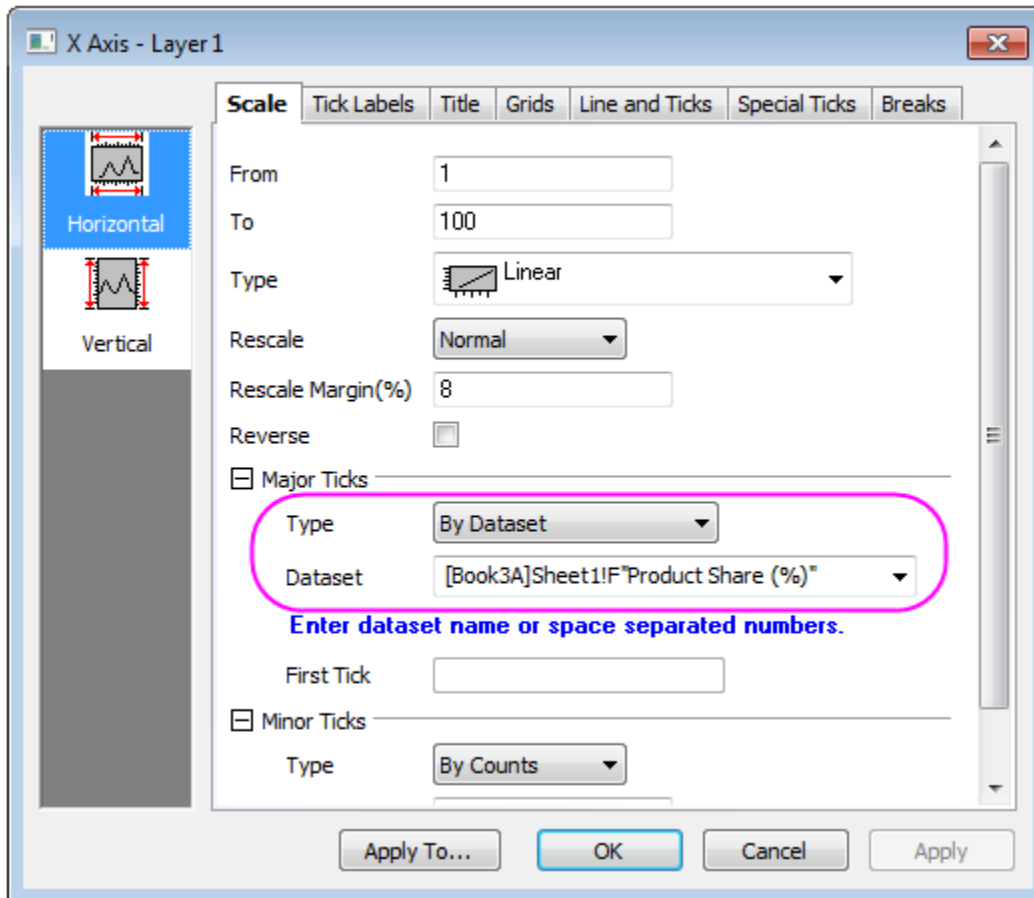 X Axis - Layer 1
Scale Tick Labels Title Grids Line and Ticks Special Ticks Breaks
Horizontal
Vertical
From 1
To 100
Type Linear
Rescale Normal
Rescale Margin(%) 8
Reverse
Major Ticks
Type By Dataset
Dataset [Book3A]Sheet1!F"Product Share (%)"
Enter dataset name or space separated numbers.
First Tick
Minor Ticks
Type By Counts
Apply To... OK Cancel Apply